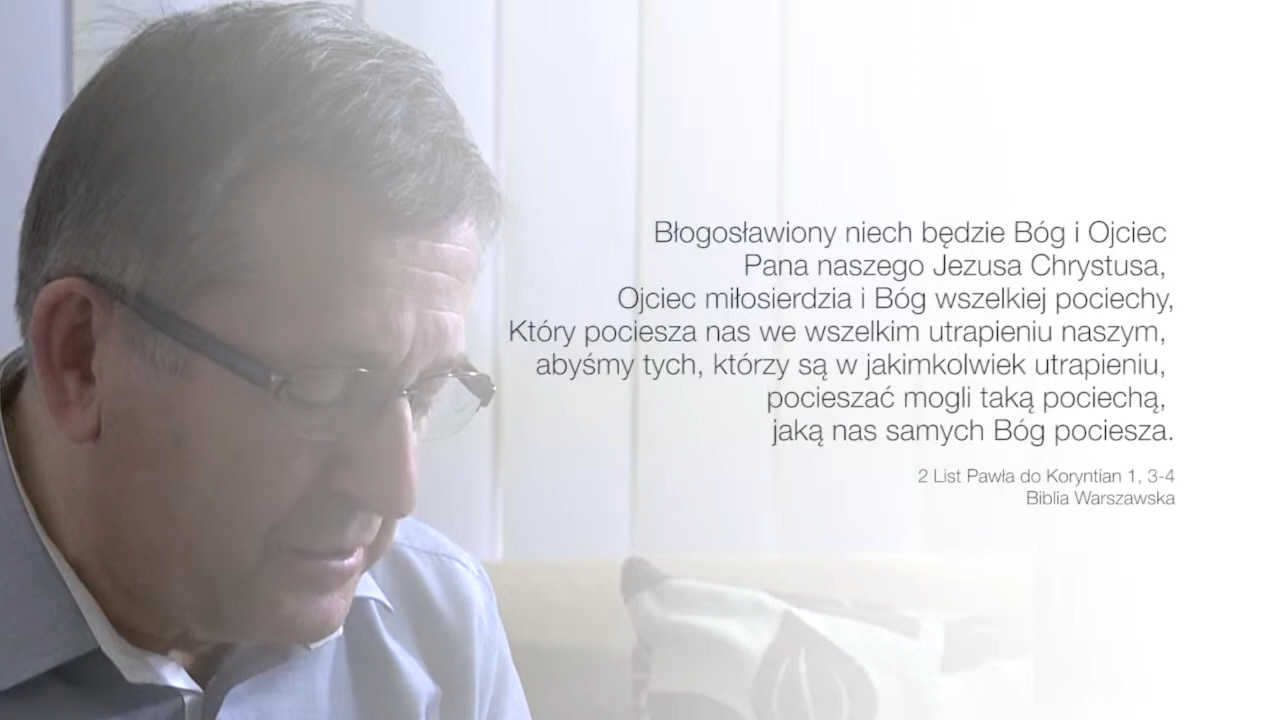 Błogosławiony niech będzie Bóg i Ojciec
Pana naszego Jezusa Chrystusa,
Ojciec miłosierdzia i Bóg wszelkiej pociechy,
Który pociesza nas we wszelkim utrapieniu naszym,
abyśmy tych, którzy są w jakimkolwiek utrapieniu,
pocieszać mogli taką pociechą,
jaką nas samych Bóg pociesza.
2 List Pawła do Koryntian 1, 3-4
Biblia Warszawska